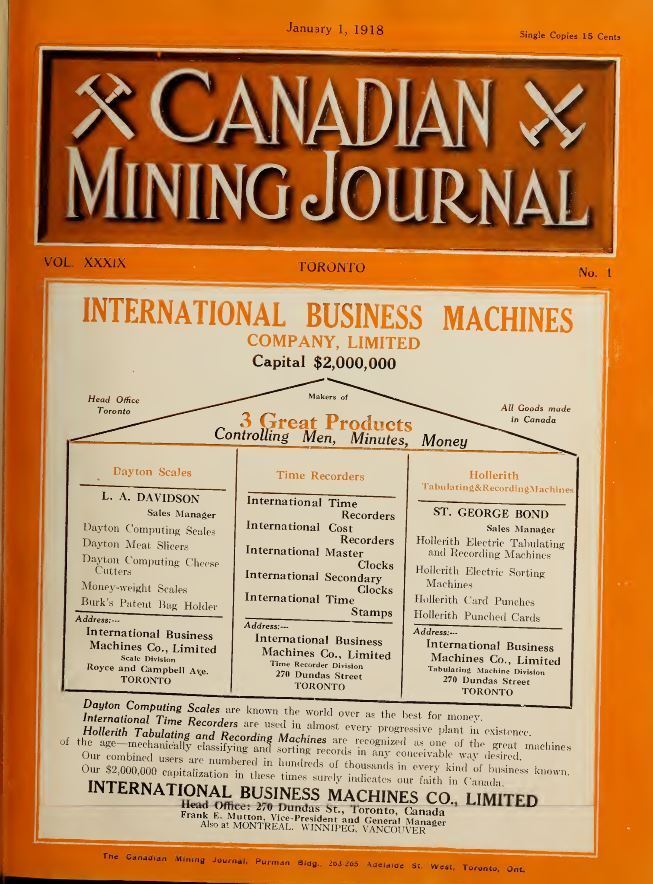 January 1, 1918
Single Copies 15 Cents
CANADIAN
MINING JOURNAL
VOL. XXXIX
TORONTO
No. 1
INTERNATIONAL BUSINESS MACHINES
COMPANY, LIMITED
Capital $2,000,000
Head Office
Toronto
Makers of
All Goods made
in Canada
3 Great Products
Controlling Men, Minutes, Money
Dayton Scales
L. A. DAVIDSON
Sales Manager
Dayton Computing Scales
Dayton Meat Slicers
Dayton Computing Cheese
Cutters
Money-weight Scales
Burk's Patent Bag Holder
Address:---
International Business
Machines Co., Limited
Scale Division
Royce and Campbell Ave.
TORONTO
Time Recorders
International Time
Recorders
International Cost
Recorders
International Master
Clocks
International Secondary
Clocks
International Time
Stamps
Address:---
International Business
Machines Co., Limited
Time Recorder Division
270 Dundas Street
TORONTO
Hollerith
Tabulating & Recording Machines
ST. GEORGE BOND
Sales Manager
Hollerith Electric Tabulating
and Recording Machines
Hollerith Electric Sorting
Machines
Hollerith Card Punches
Hollerith Punched Cards
Address:---
International Business
Machines Co., Limited
Tabulating Machine Division
270 Dundas Street
TORONTO
Dayton Computing Scales are known the world over as the best for money.
International Time Recorders are used in almost every progressive plant in existence.
Hollerith Tabulating and Recording Machines are recognized as one of the great machines
of the age—mechanically classifying and sorting records in any conceivable way desired.
Our combined users are numbered in hundreds of thousands in every kind of business known.
Our $2,000,000 capitalization in these times surely indicates our faith in Canada.
INTERNATIONAL BUSINESS MACHINES CO., LIMITED
Head Office: 270 Dundas St., Toronto, Canada
Frank E. Mutton, Vice-President and General Manager
Also at MONTREAL, WINNIPEG, VANCOUVER
The Canadian Mining Journal, Purman Bldg., 263-265 Adelaide St. West, Toronto, Ont.